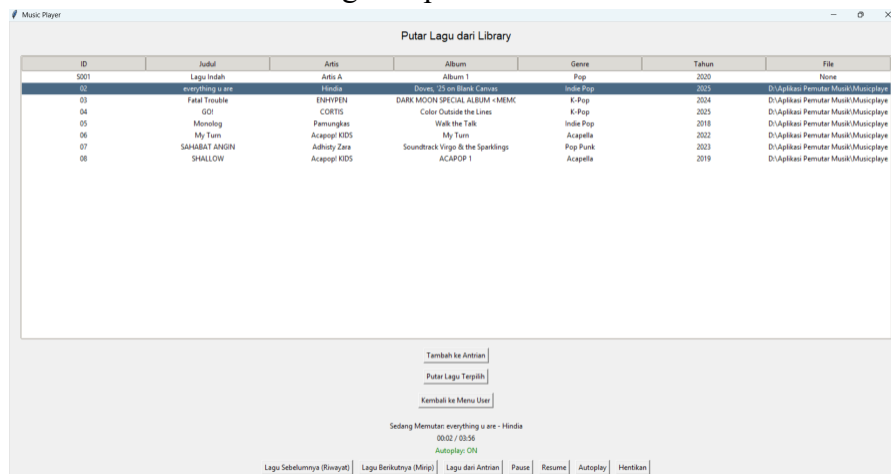 Music Player
Putar Lagu dari Library
ID Judul Artis Album Genre Tahun File
S001 Lagu Indah Artis A Album 1 Pop 2020 None
02 everything u are Hindia Doves, '25 on Blank Canvas Indie Pop 2025 D:\Aplikasi Pemutar Musik\Musicplaye
03 Fatal Trouble ENHYPEN DARK MOON SPECIAL ALBUM <MEMC K-Pop 2024 D:\Aplikasi Pemutar Musik\Musicplaye
04 GO! CORTIS Color Outside the Lines K-Pop 2025 D:\Aplikasi Pemutar Musik\Musicplaye
05 Monolog Pamungkas Walk the Talk Indie Pop 2018 D:\Aplikasi Pemutar Musik\Musicplaye
06 My Turn Acapop! KIDS My Turn Acapella 2022 D:\Aplikasi Pemutar Musik\Musicplaye
07 SAHABAT ANGIN Adhisty Zara Soundtrack Virgo & the Sparklings Pop Punk 2023 D:\Aplikasi Pemutar Musik\Musicplaye
08 SHALLOW Acapop! KIDS ACAPOP 1 Acapella 2019 D:\Aplikasi Pemutar Musik\Musicplaye
Tambah ke Antrian
Putar Lagu Terpilih
Kembali ke Menu User
Sedang Memutar: everything u are - Hindia
00:02 / 03:56
Autoplay: ON
Lagu Sebelumnya (Riwayat) Lagu Berikutnya (Mirip) Lagu dari Antrian Pause Resume Autoplay Hentikan